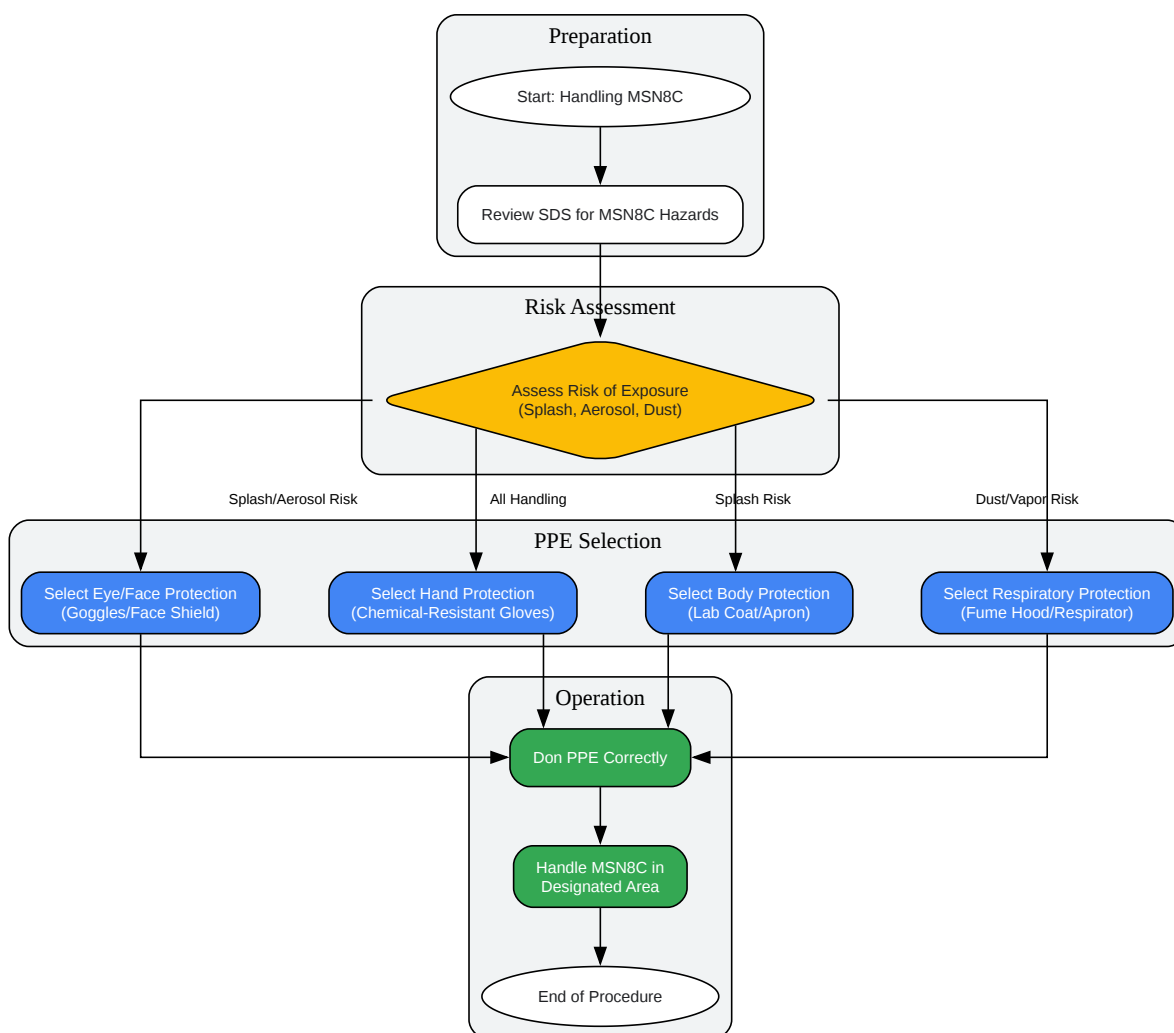 Preparation
Start: Handling MSN8C
Review SDS for MSN8C Hazards
Risk Assessment
Assess Risk of Exposure
(Splash, Aerosol, Dust)
Splash/Aerosol Risk
All Handling
Splash Risk
Dust/Vapor Risk
PPE Selection
Select Eye/Face Protection
(Goggles/Face Shield)
Select Hand Protection
(Chemical-Resistant Gloves)
Select Body Protection
(Lab Coat/Apron)
Select Respiratory Protection
(Fume Hood/Respirator)
Operation
Don PPE Correctly
Handle MSN8C in
Designated Area
End of Procedure